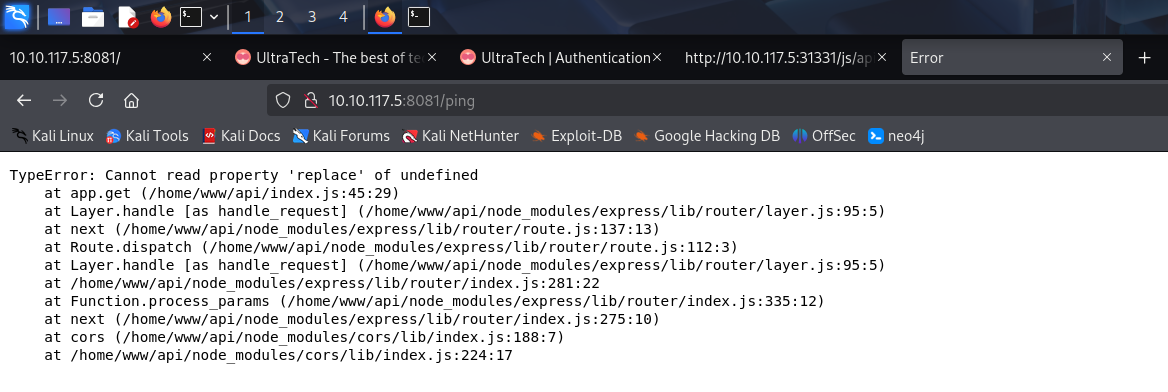 1 2 3 4
10.10.117.5:8081/
UltraTech - The best of te
UltraTech | Authentication
http://10.10.117.5:31331/js/ap
Error
10.10.117.5:8081/ping
Kali Linux Kali Tools Kali Docs Kali Forums Kali NetHunter Exploit-DB Google Hacking DB OffSec neo4j
TypeError: Cannot read property 'replace' of undefined
    at app.get (/home/www/api/index.js:45:29)
    at Layer.handle [as handle_request] (/home/www/api/node_modules/express/lib/router/layer.js:95:5)
    at next (/home/www/api/node_modules/express/lib/router/route.js:137:13)
    at Route.dispatch (/home/www/api/node_modules/express/lib/router/route.js:112:3)
    at Layer.handle [as handle_request] (/home/www/api/node_modules/express/lib/router/layer.js:95:5)
    at /home/www/api/node_modules/express/lib/router/index.js:281:22
    at Function.process_params (/home/www/api/node_modules/express/lib/router/index.js:335:12)
    at next (/home/www/api/node_modules/express/lib/router/index.js:275:10)
    at cors (/home/www/api/node_modules/cors/lib/index.js:188:7)
    at /home/www/api/node_modules/cors/lib/index.js:224:17